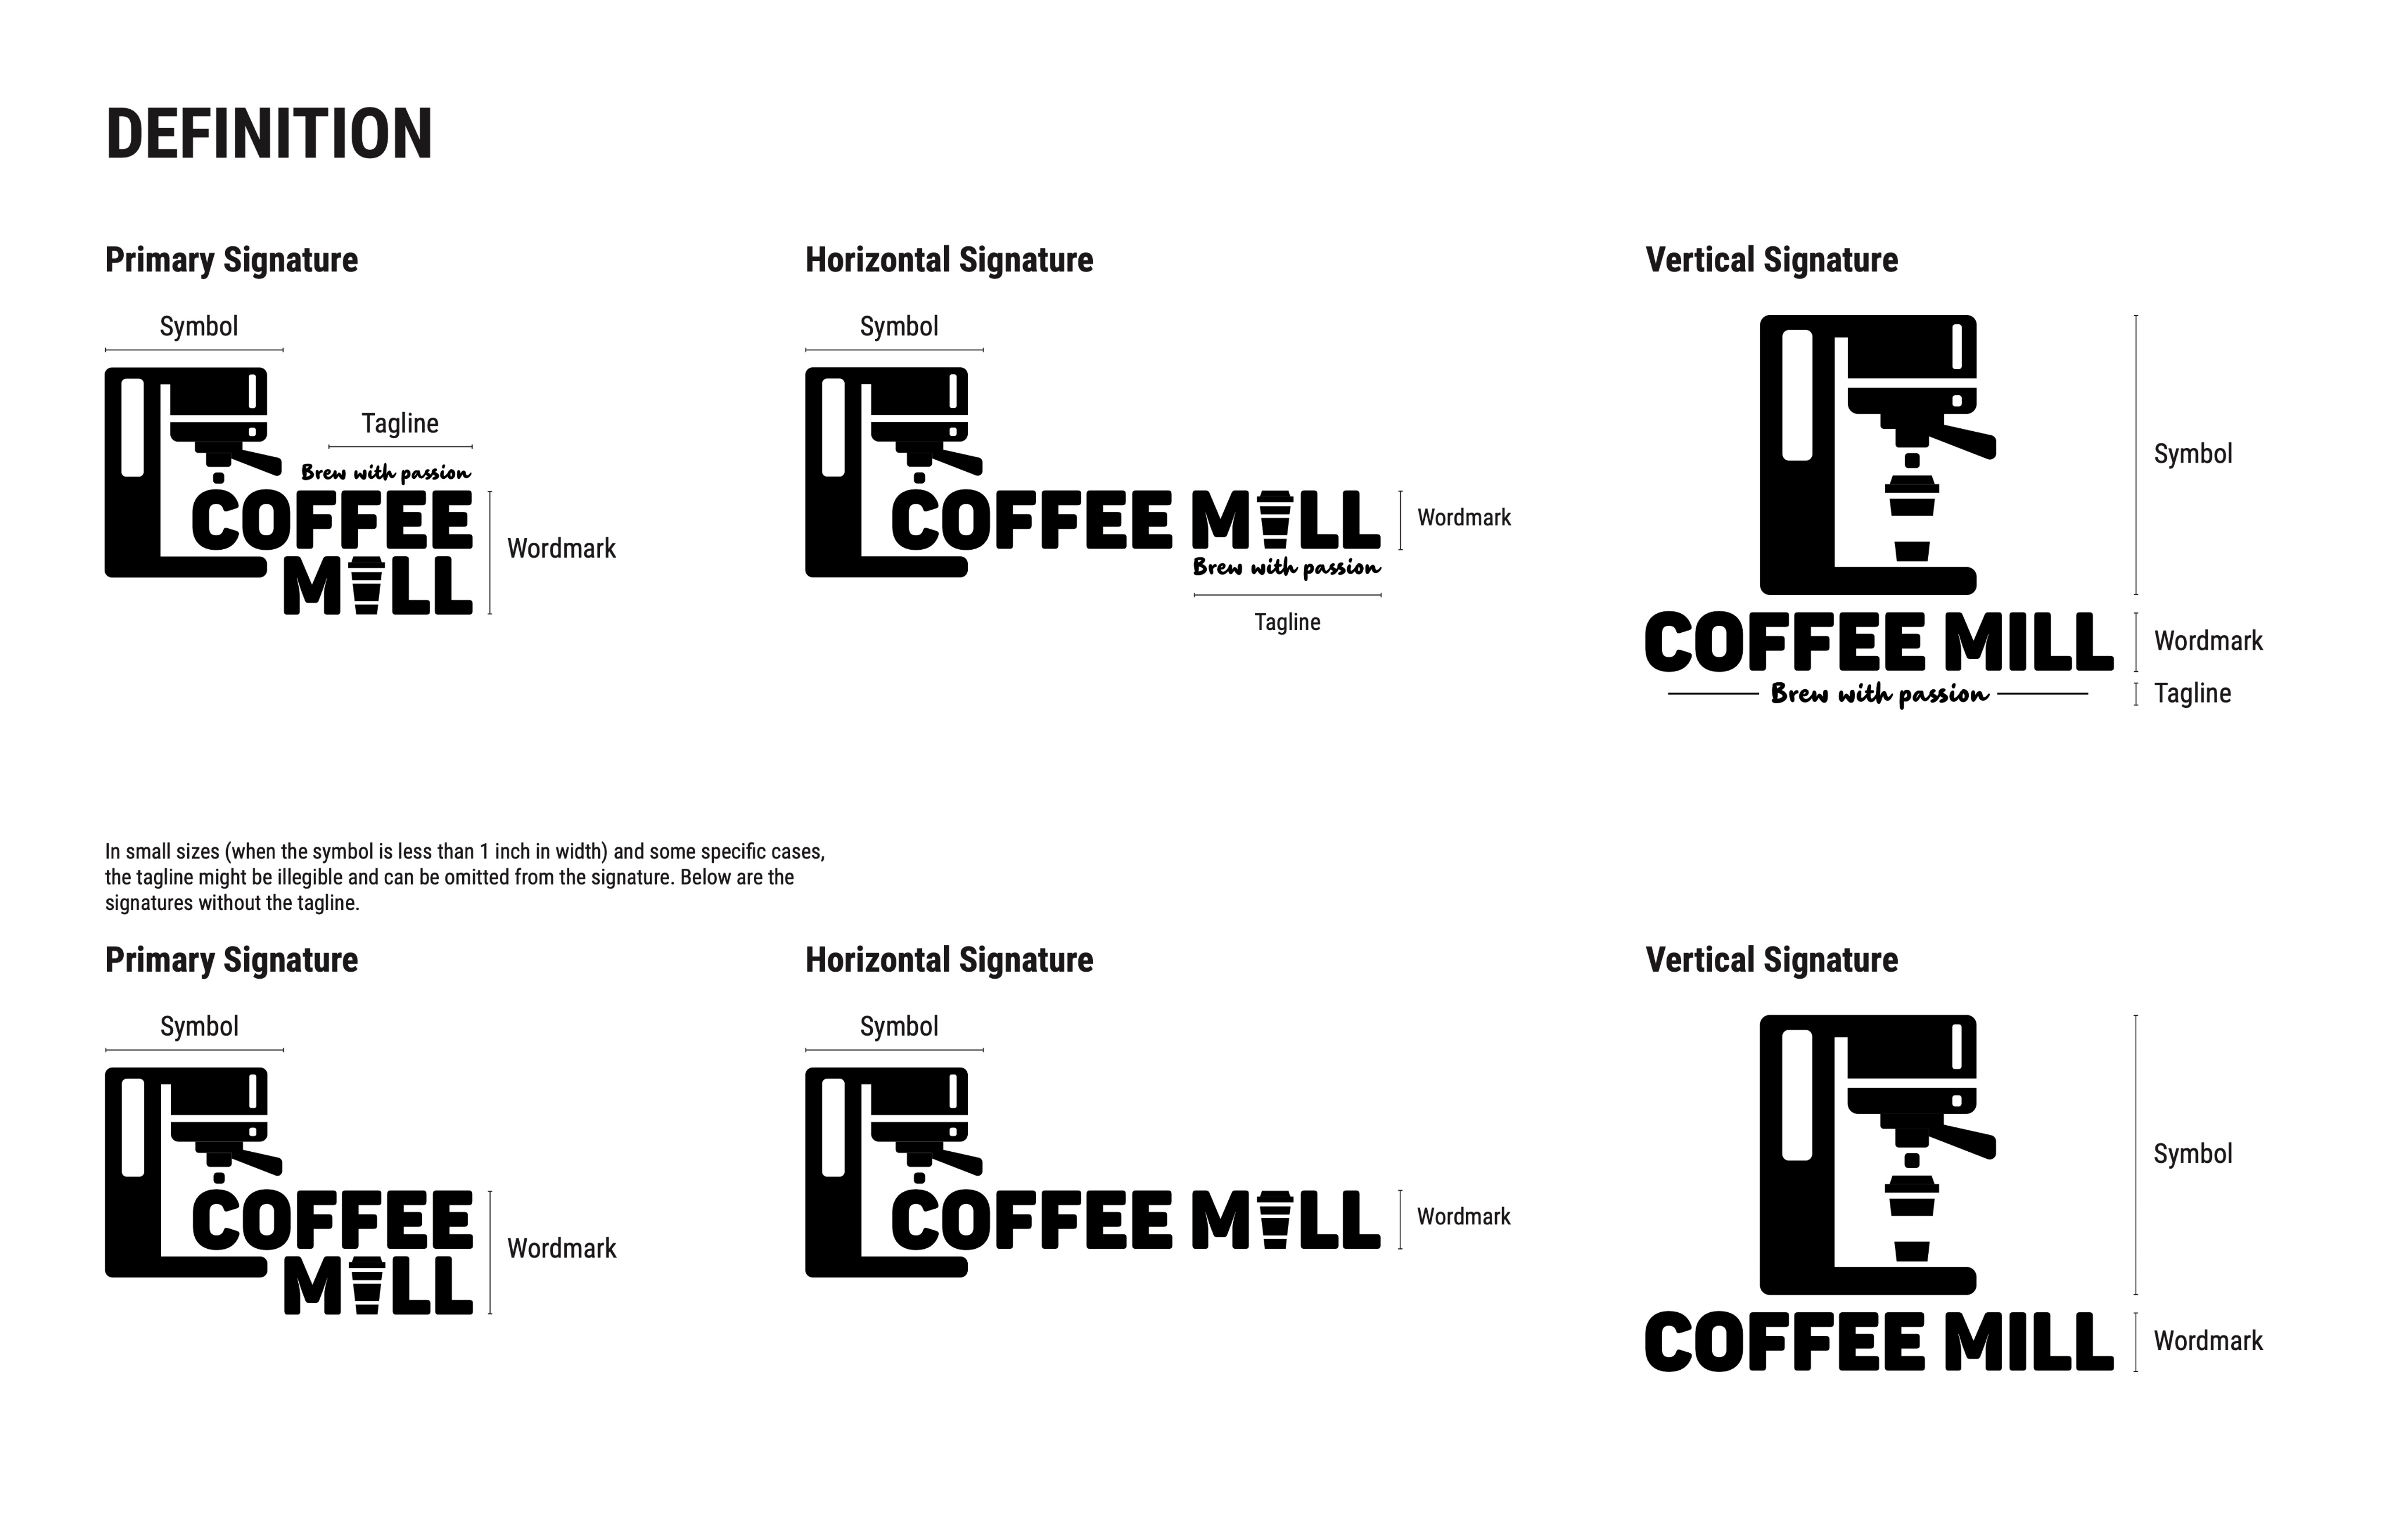 DEFINITION
Primary Signature
Symbol
Tagline
Brew with passion
COFFEE
MILL
Wordmark
Horizontal Signature
Symbol
COFFEE MILL
Wordmark
Brew with passion
Tagline
Vertical Signature
Symbol
COFFEE MILL
Wordmark
Brew with passion
Tagline
In small sizes (when the symbol is less than 1 inch in width) and some specific cases,
the tagline might be illegible and can be omitted from the signature. Below are the
signatures without the tagline.
Primary Signature
Symbol
COFFEE
MILL
Wordmark
Horizontal Signature
Symbol
COFFEE MILL
Wordmark
Vertical Signature
Symbol
COFFEE MILL
Wordmark